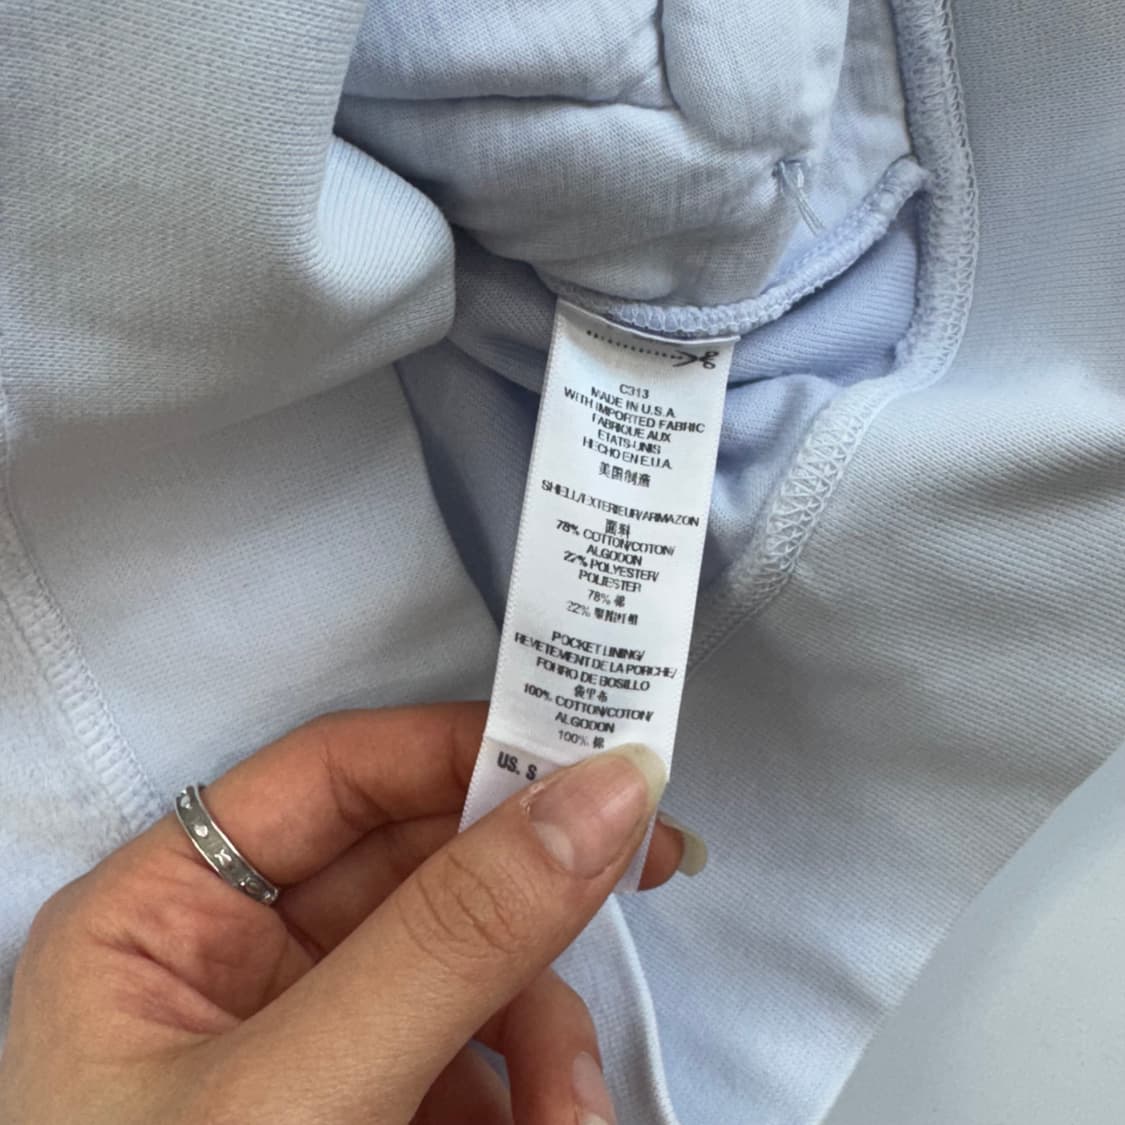 C313
MADE IN U.S.A.
WITH IMPORTED FABRIC
FABRIQUE AUX
ETATS-UNIS
HECHO EN E.U.A.
美国制造
SHELL/EXTERIEUR/ARMAZON
面料
78% COTTON/COTON/
ALGODON
22% POLYESTER/
POLIESTER
78% 棉
22% 聚酯纤维
POCKET LINING/
REVETEMENT DE LA PORCHE/
FORRO DE BOSILLO
袋里布
100% COTTON/COTON/
ALGODON
100% 棉
US. S